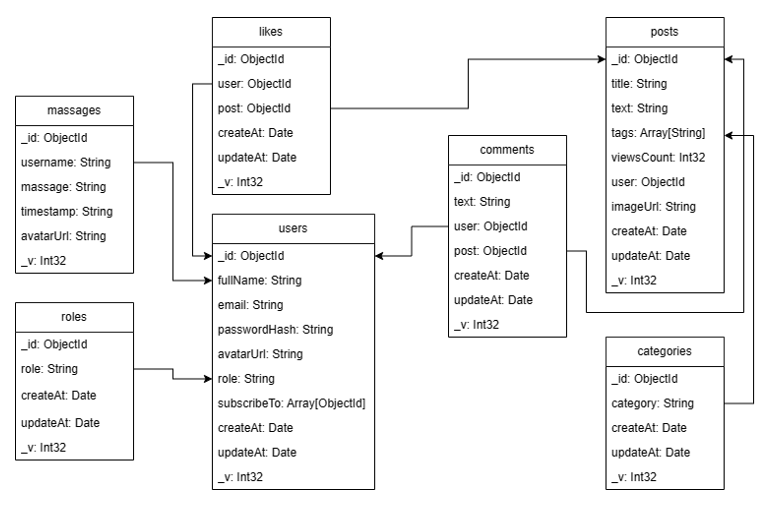 likes
_id: ObjectId
user: ObjectId
post: ObjectId
createAt: Date
updateAt: Date
_v: Int32
posts
_id: ObjectId
title: String
text: String
tags: Array[String]
viewsCount: Int32
user: ObjectId
imageUrl: String
createAt: Date
updateAt: Date
_v: Int32
massages
_id: ObjectId
username: String
massage: String
timestamp: String
avatarUrl: String
_v: Int32
comments
_id: ObjectId
text: String
user: ObjectId
post: ObjectId
createAt: Date
updateAt: Date
_v: Int32
users
_id: ObjectId
fullName: String
email: String
passwordHash: String
avatarUrl: String
role: String
subscribeTo: Array[ObjectId]
createAt: Date
updateAt: Date
_v: Int32
roles
_id: ObjectId
role: String
createAt: Date
updateAt: Date
_v: Int32
categories
_id: ObjectId
category: String
createAt: Date
updateAt: Date
_v: Int32